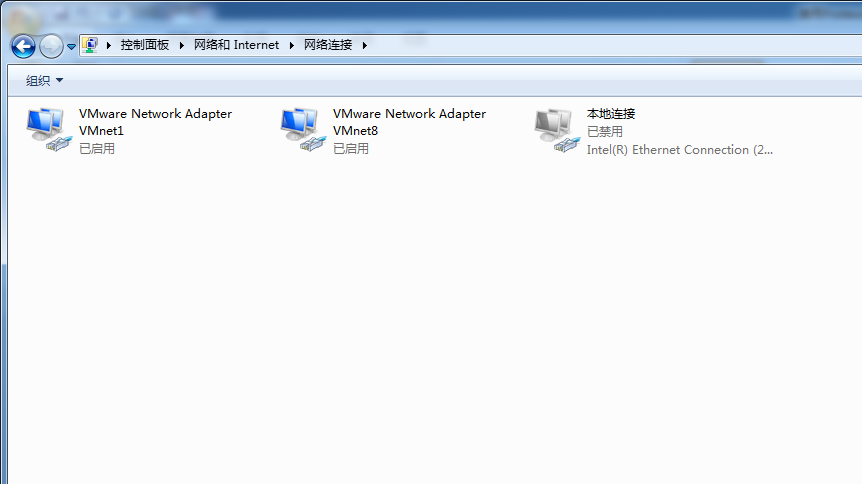 控制面板 网络和 Internet 网络连接
组织
VMware Network Adapter
VMnet1
已启用
VMware Network Adapter
VMnet8
已启用
本地连接
已禁用
Intel(R) Ethernet Connection (2...